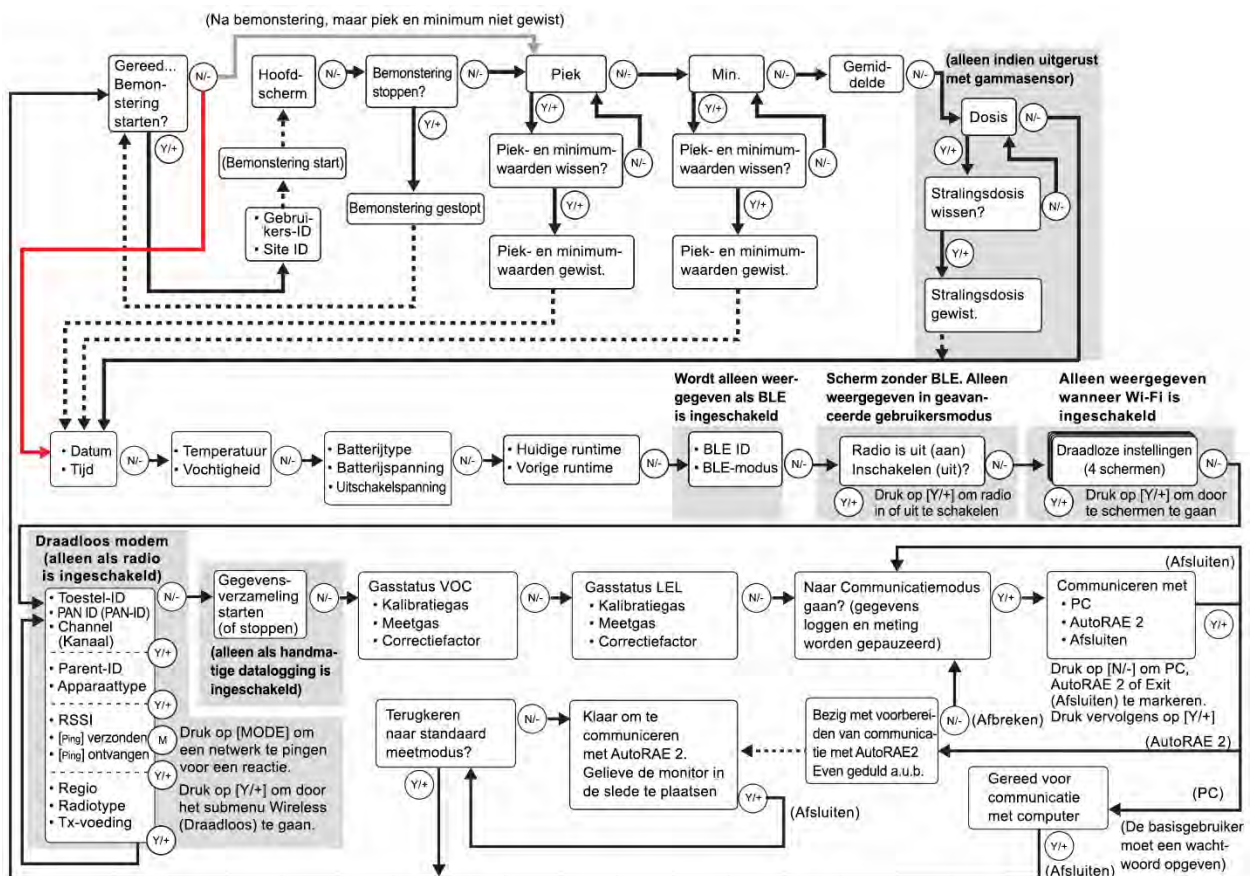 (Na bemonstering, maar piek en minimum niet gewist)
Gereed...
Bemon-
stering
starten?
N/-
Y/+
Hoofd-
scherm
N/-
(Bemonstering start)
• Gebrui-
kers-ID
• Site ID
Bemonstering
stoppen?
N/-
Y/+
Bemonstering gestopt
Piek
N/-
Y/+
Piek- en minimum-
waarden wissen?
N/-
Y/+
Piek- en minimum-
waarden gewist.
Min.
N/-
Y/+
Piek- en minimum-
waarden wissen?
N/-
Y/+
Piek- en minimum-
waarden gewist.
Gemid-
delde
N/-
(alleen indien uitgerust
met gammasensor)
Dosis
N/-
Y/+
Stralingsdosis
wissen?
N/-
Y/+
Stralingsdosis
gewist.
• Datum
• Tijd
N/-
• Temperatuur
• Vochtigheid
N/-
• Batterijtype
• Batterijspanning
• Uitschakelspanning
N/-
• Huidige runtime
• Vorige runtime
N/-
Wordt alleen weer-
gegeven als BLE
is ingeschakeld
• BLE ID
• BLE-modus
N/-
Scherm zonder BLE. Alleen
weergegeven in geavan-
ceerde gebruikersmodus
Radio is uit (aan)
Inschakelen (uit)?
N/-
Y/+
Druk op [Y/+] om radio
in of uit te schakelen
Alleen weergegeven
wanneer Wi-Fi is
ingeschakeld
Draadloze instellingen
(4 schermen)
N/-
Y/+
Druk op [Y/+] om door
te schermen te gaan
Draadloos modem
(alleen als radio
is ingeschakeld)
• Toestel-ID
• PAN ID (PAN-ID)
• Channel
(Kanaal)
N/-
Y/+
• Parent-ID
• Apparaattype
Y/+
• RSSI
• [Ping] verzonden
• [Ping] ontvangen
M
Druk op [MODE] om
een netwerk te pingen
voor een reactie.
Y/+
Druk op [Y/+] om door
het submenu Wireless
(Draadloos) te gaan.
• Regio
• Radiotype
• Tx-voeding
Y/+
Gegevens-
verzameling
starten
(of stoppen)
N/-
(alleen als handma-
tige datalogging is
ingeschakeld)
Gasstatus VOC
• Kalibratiegas
• Meetgas
• Correctiefactor
N/-
Gasstatus LEL
• Kalibratiegas
• Meetgas
• Correctiefactor
N/-
Naar Communicatiemodus
gaan? (gegevens
loggen en meting
worden gepauzeerd)
Y/+
Communiceren met
• PC
• AutoRAE 2
• Afsluiten
(Afsluiten)
Y/+
Druk op [N/-] om PC,
AutoRAE 2 of Exit
(Afsluiten) te markeren.
Druk vervolgens op [Y/+]
Terugkeren
naar standaard
meetmodus?
N/-
Y/+
Klaar om te
communiceren
met AutoRAE 2.
Gelieve de monitor in
de slede te plaatsen
Y/+
(Afsluiten)
Bezig met voorberei-
den van communica-
tie met AutoRAE2
Even geduld a.u.b.
N/-
(Afbreken)
(AutoRAE 2)
(PC)
Gereed voor
communicatie
met computer
Y/+
(Afsluiten)
(De basisgebruiker
moet een wacht-
woord opgeven)